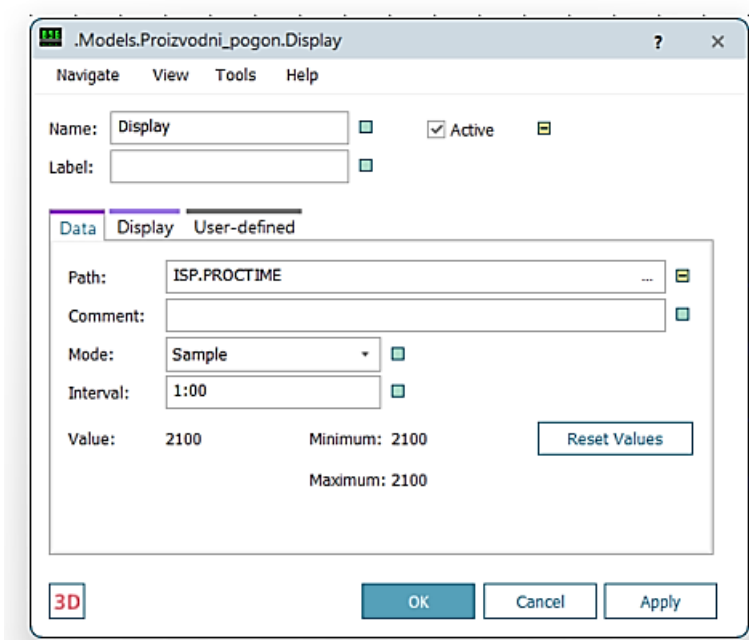 .Models.Proizvodni_pogon.Display ? ×
Navigate View Tools Help
Name: Display Active
Label:
Data Display User-defined
Path: ISP.PROCTIME ...
Comment:
Mode: Sample
Interval: 1:00
Value: 2100 Minimum: 2100 Reset Values
Maximum: 2100
3D OK Cancel Apply